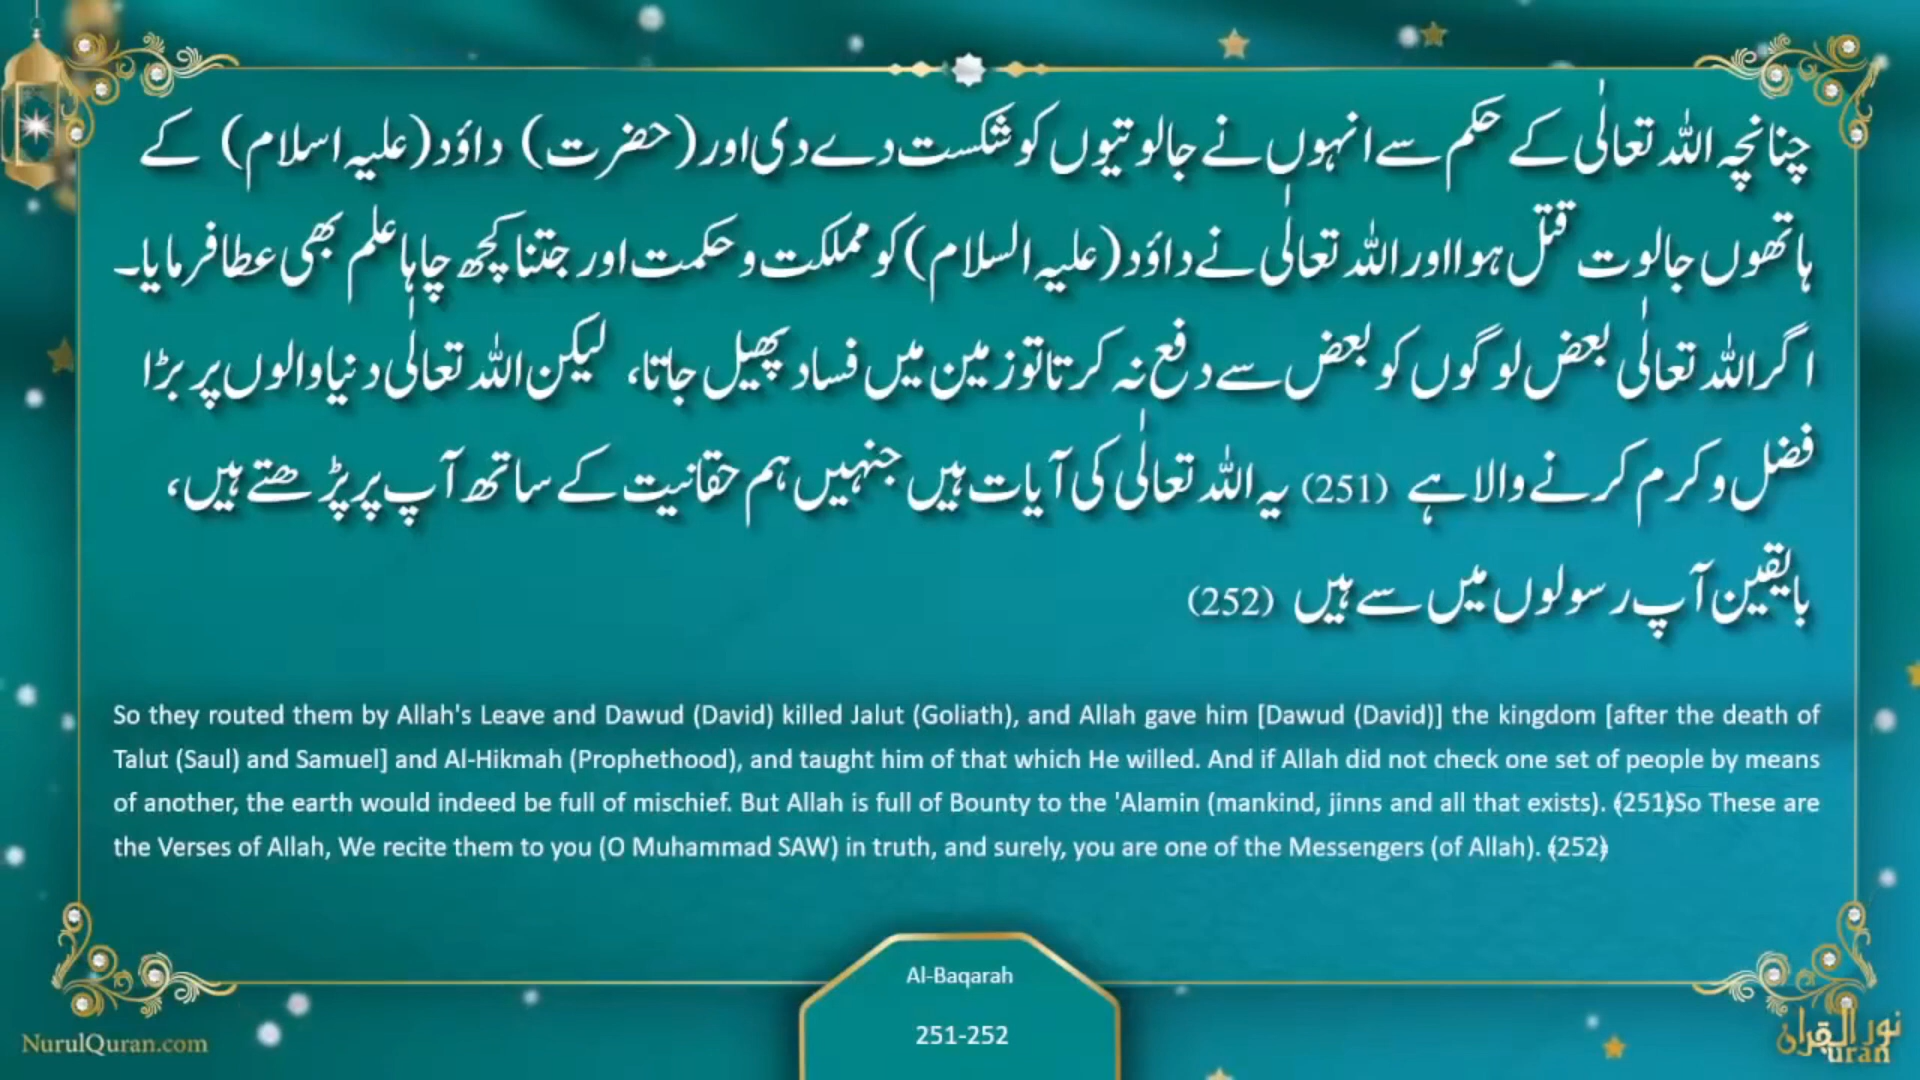 چنانچہ اللہ تعالٰی کے حکم سے انہوں نے جالوتیوں کو شکست دے دی اور (حضرت) داؤد (علیہ اسلام) کے
ہاتھوں جالوت قتل ہوا اور اللہ تعالٰی نے داؤد (علیہ السلام) کو مملکت و حکمت اور جتنا کچھ چاہا علم بھی عطا فرمایا۔
اگر اللہ تعالٰی بعض لوگوں کو بعض سے دفع نہ کرتا تو زمین میں فساد پھیل جاتا، لیکن اللہ تعالٰی دنیا والوں پر بڑا
فضل و کرم کرنے والا ہے (251) یہ اللہ تعالٰی کی آیات ہیں جنہیں ہم حقانیت کے ساتھ آپ پر پڑھتے ہیں،
بایقین آپ رسولوں میں سے ہیں (252)
So they routed them by Allah's Leave and Dawud (David) killed Jalut (Goliath), and Allah gave him [Dawud (David)] the kingdom [after the death of
Talut (Saul) and Samuel] and Al-Hikmah (Prophethood), and taught him of that which He willed. And if Allah did not check one set of people by means
of another, the earth would indeed be full of mischief. But Allah is full of Bounty to the 'Alamin (mankind, jinns and all that exists). ﴾251﴿So These are
the Verses of Allah, We recite them to you (O Muhammad SAW) in truth, and surely, you are one of the Messengers (of Allah). ﴾252﴿
Al-Baqarah
251-252
NurulQuran.com
نور القرآن
uran